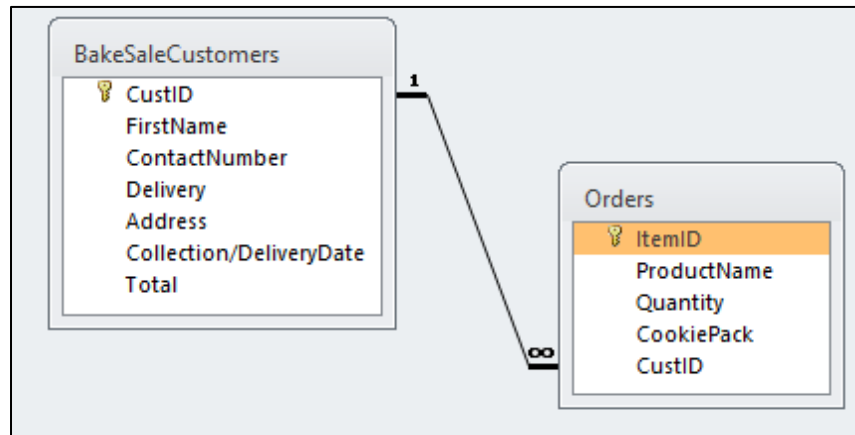 BakeSaleCustomers
CustID
FirstName
ContactNumber
Delivery
Address
Collection/DeliveryDate
Total
1
∞
Orders
ItemID
ProductName
Quantity
CookiePack
CustID